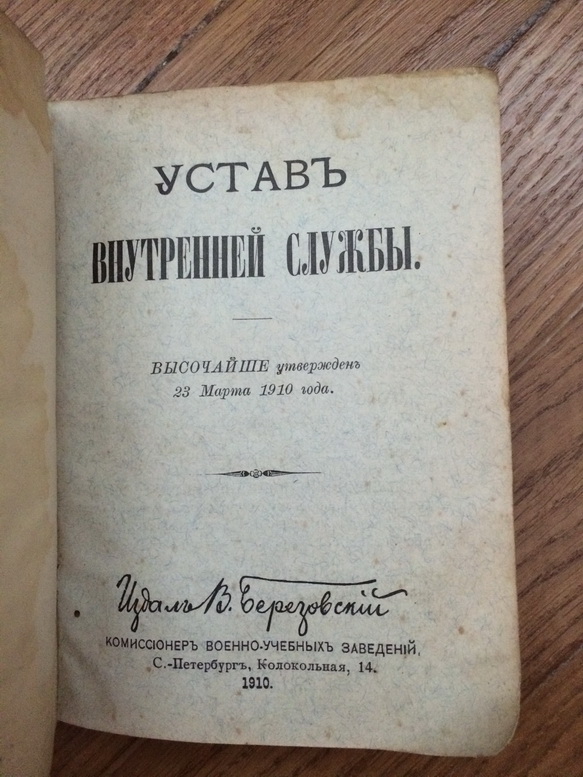 УСТАВЪ
ВНУТРЕННЕЙ СЛУЖБЫ.
ВЫСОЧАЙШЕ утвержденъ
23 Марта 1910 года.
Издалъ В. Березовскій
КОМИССІОНЕРЪ ВОЕННО-УЧЕБНЫХЪ ЗАВЕДЕНІЙ,
С.-Петербургъ, Колокольная, 14.
1910.